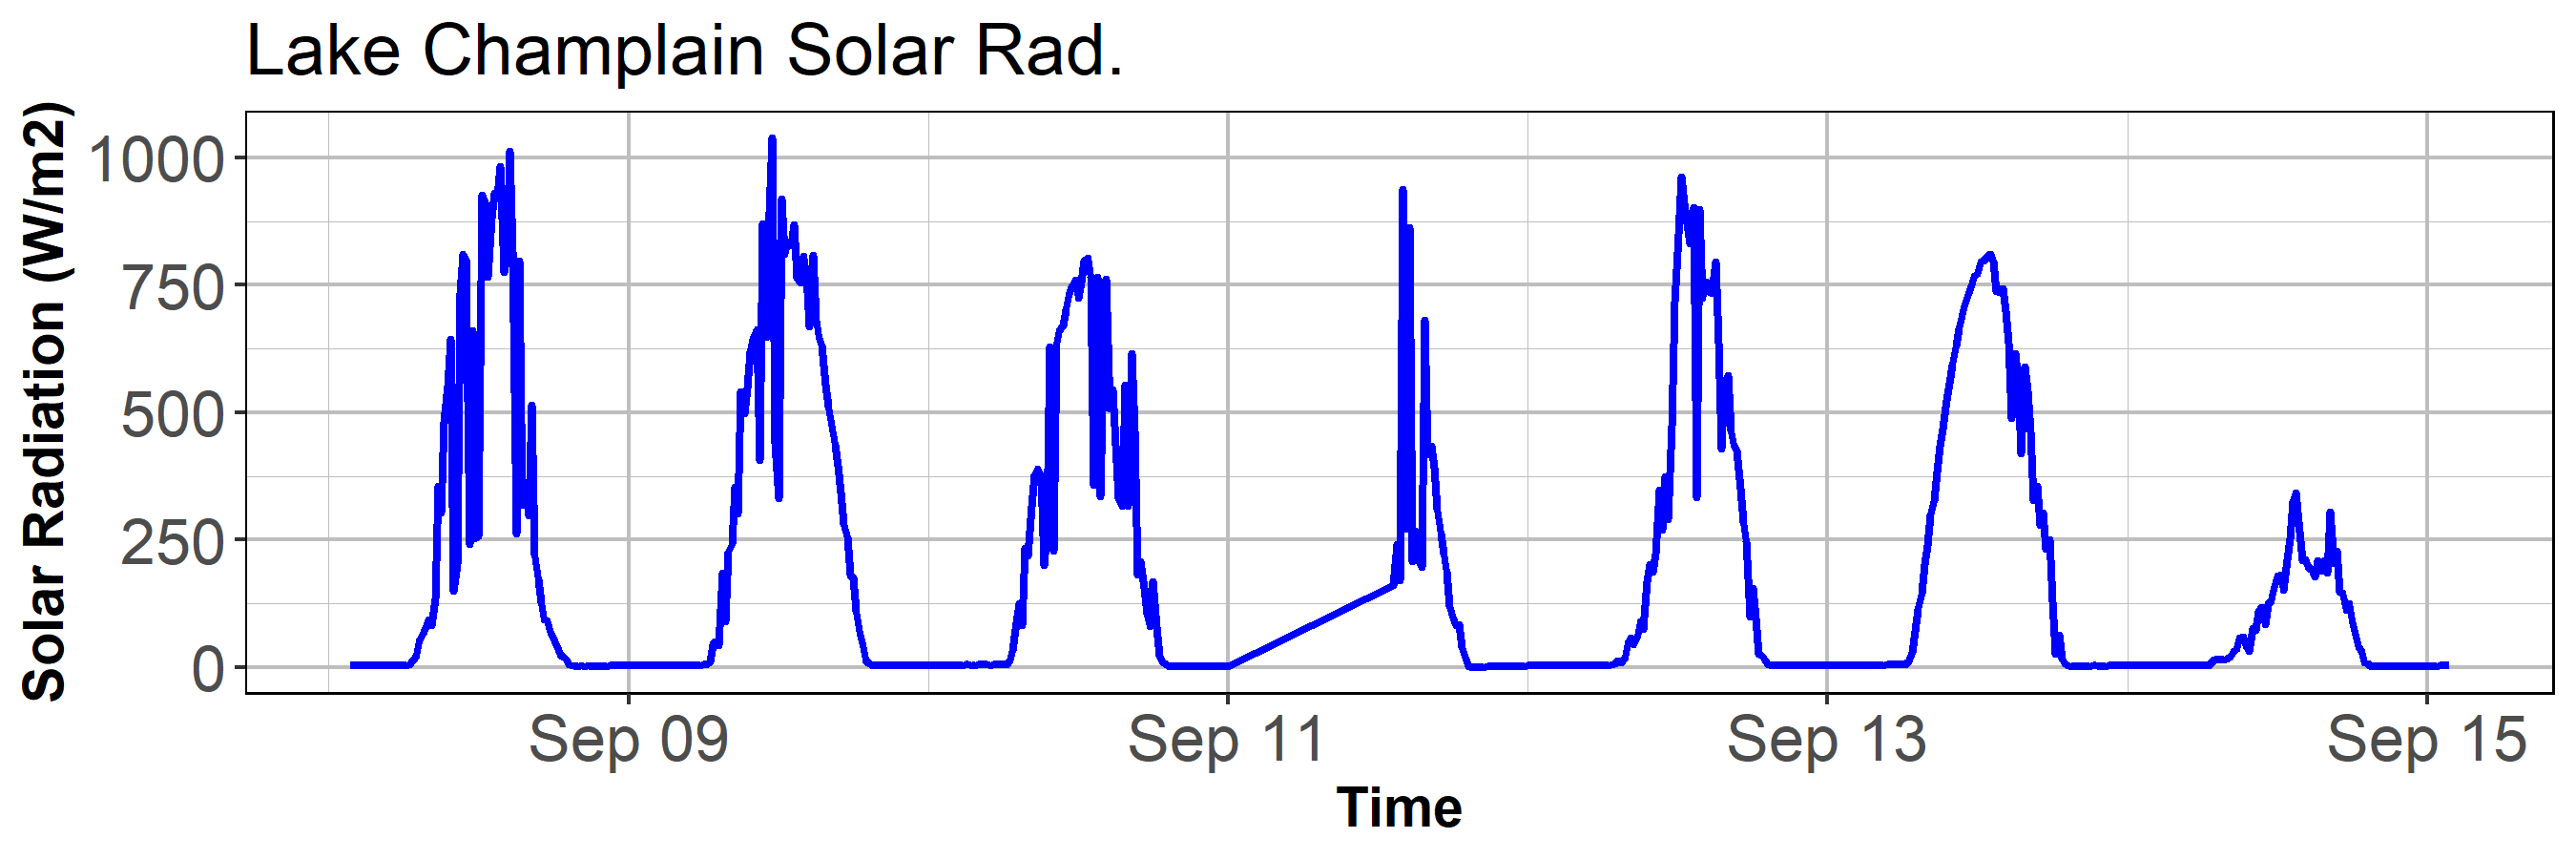 Lake Champlain Solar Rad.
Solar Radiation (W/m2)
1000
750
500
250
0
Sep 09
Sep 11
Sep 13
Sep 15
Time